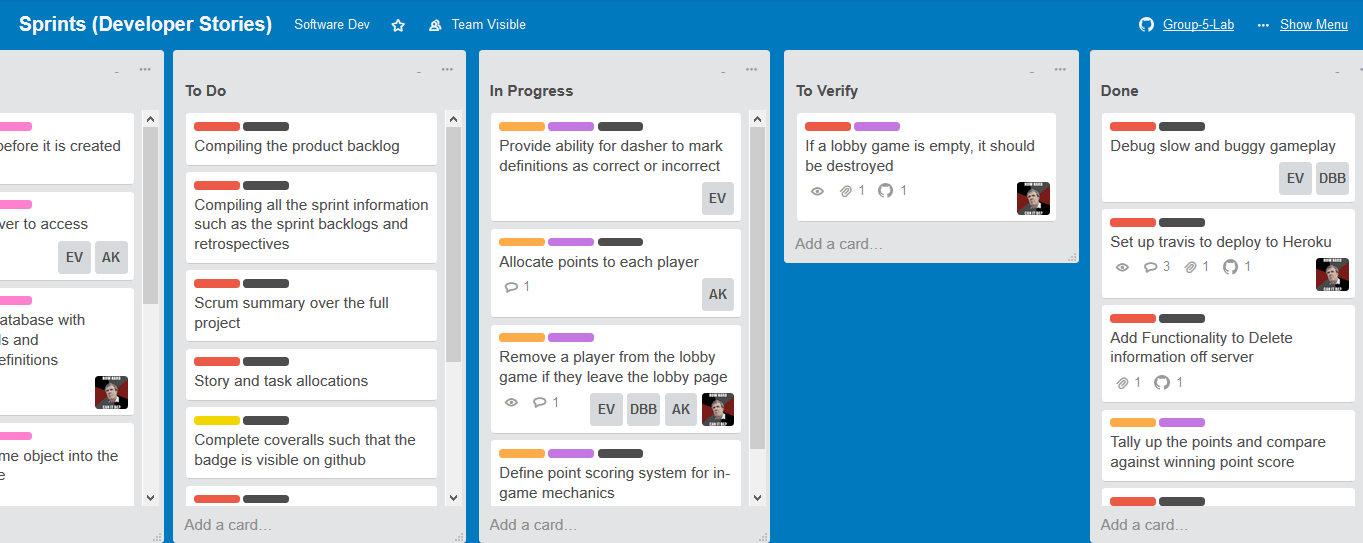 Sprints (Developer Stories) Software Dev Team Visible Group-5-Lab Show Menu
before it is created
to access
EV AK
with
and
me object into the
To Do
Compiling the product backlog
Compiling all the sprint information
such as the sprint backlogs and
retrospectives
Scrum summary over the full
project
Story and task allocations
Complete coveralls such that the
badge is visible on github
Add a card...
In Progress
Provide ability for dasher to mark
definitions as correct or incorrect
EV
Allocate points to each player
1 AK
Remove a player from the lobby
game if they leave the lobby page
1 EV DBB AK
Define point scoring system for in-
game mechanics
Add a card...
To Verify
If a lobby game is empty, it should
be destroyed
1 1
Add a card...
Done
Debug slow and buggy gameplay
EV DBB
Set up travis to deploy to Heroku
3 1 1
Add Functionality to Delete
information off server
1 1
Tally up the points and compare
against winning point score
Add a card...